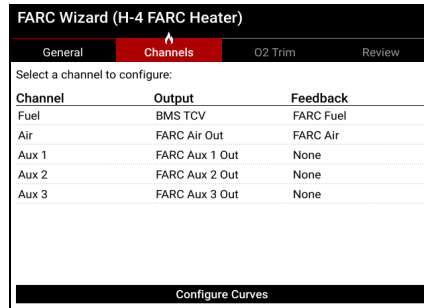 FARC Wizard (H-4 FARC Heater)
General Channels O2 Trim Review
Select a channel to configure:
Channel Output Feedback
Fuel BMS TCV FARC Fuel
Air FARC Air Out FARC Air
Aux 1 FARC Aux 1 Out None
Aux 2 FARC Aux 2 Out None
Aux 3 FARC Aux 3 Out None
Configure Curves